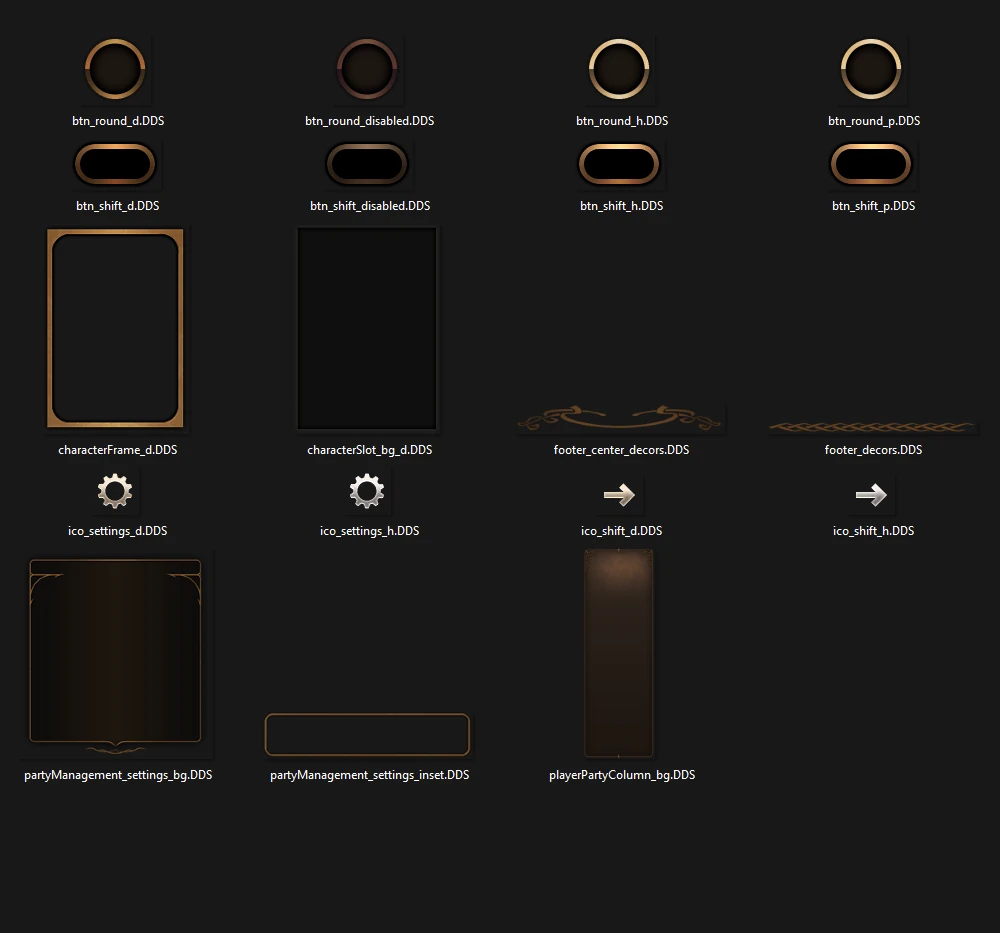 btn_round_d.DDS
btn_round_disabled.DDS
btn_round_h.DDS
btn_round_p.DDS
btn_shift_d.DDS
btn_shift_disabled.DDS
btn_shift_h.DDS
btn_shift_p.DDS
characterFrame_d.DDS
characterSlot_bg_d.DDS
footer_center_decors.DDS
footer_decors.DDS
ico_settings_d.DDS
ico_settings_h.DDS
ico_shift_d.DDS
ico_shift_h.DDS
partyManagement_settings_bg.DDS
partyManagement_settings_inset.DDS
playerPartyColumn_bg.DDS